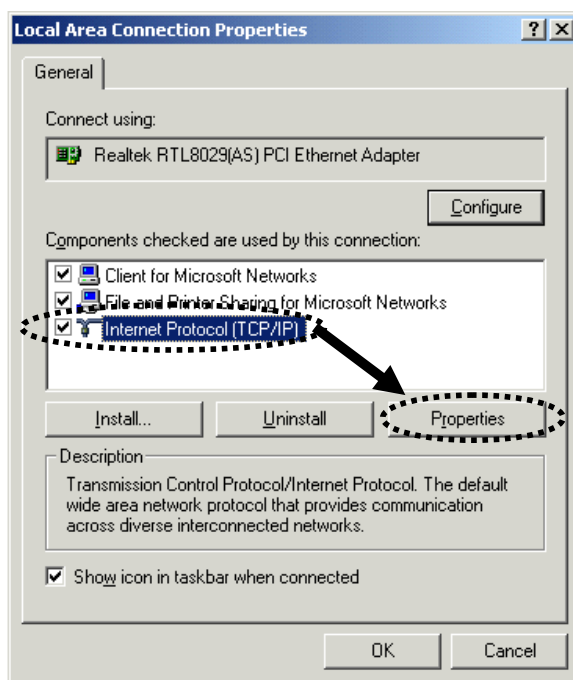 Local Area Connection Properties
General
Connect using:
Realtek RTL8029(AS) PCI Ethernet Adapter
Configure
Components checked are used by this connection:
Client for Microsoft Networks
File and Printer Sharing for Microsoft Networks
Internet Protocol (TCP/IP)
Install... Uninstall Properties
Description
Transmission Control Protocol/Internet Protocol. The default
wide area network protocol that provides communication
across diverse interconnected networks.
Show icon in taskbar when connected
OK Cancel